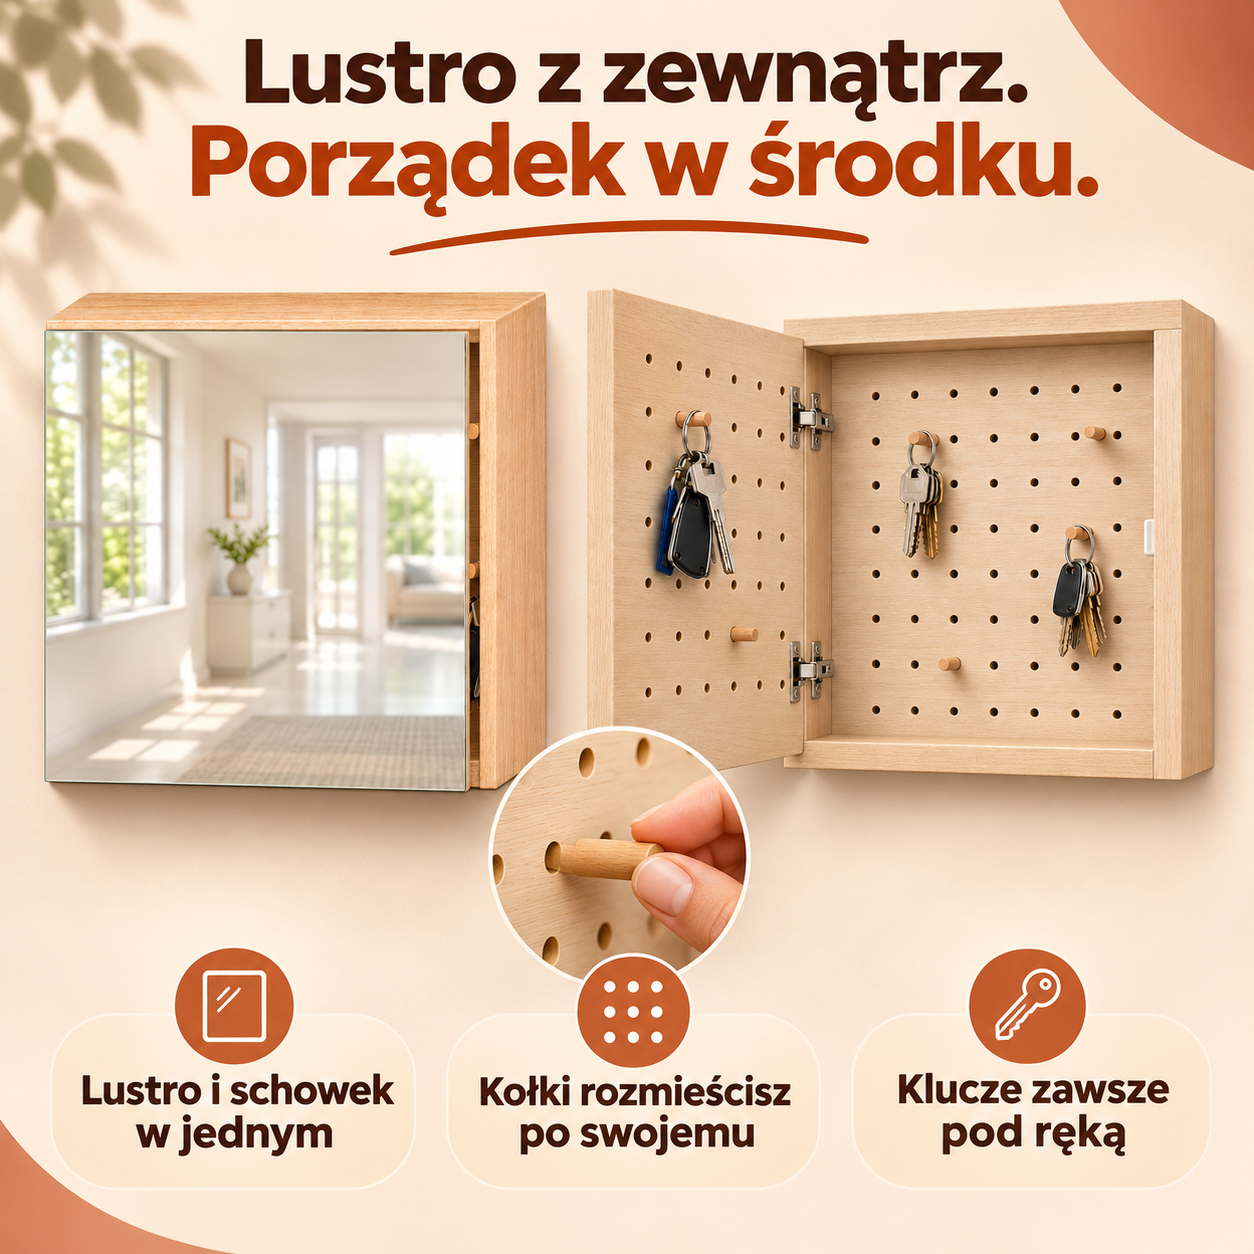 Lustro z zewnątrz.
Porządek w środku.
Lustro i schowek
w jednym
Kołki rozmieścisz
po swojemu
Klucze zawsze
pod ręką